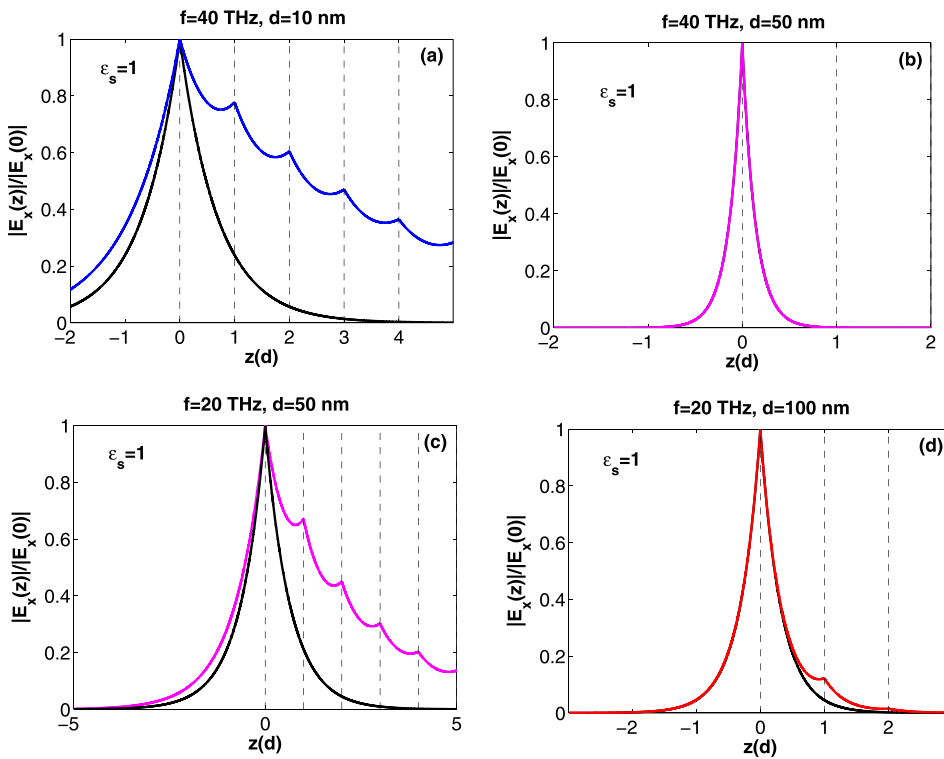 f=40 THz, d=10 nm
(a)
ε_s=1
|E_x(z)|/|E_x(0)|
1
0.8
0.6
0.4
0.2
0
−2 −1 0 1 2 3 4
z(d)
f=40 THz, d=50 nm
(b)
ε_s=1
|E_x(z)|/|E_x(0)|
1
0.8
0.6
0.4
0.2
0
−2 −1 0 1 2
z(d)
f=20 THz, d=50 nm
(c)
ε_s=1
|E_x(z)|/|E_x(0)|
1
0.8
0.6
0.4
0.2
0
−5 0 5
z(d)
f=20 THz, d=100 nm
(d)
ε_s=1
|E_x(z)|/|E_x(0)|
1
0.8
0.6
0.4
0.2
0
−2 −1 0 1 2
z(d)